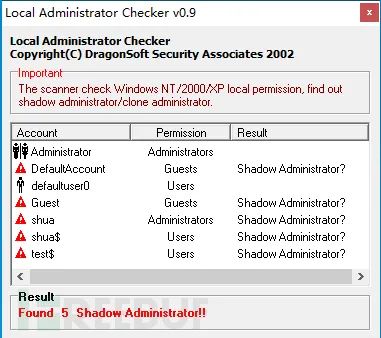 Local Administrator Checker v0.9
Local Administrator Checker
Copyright(C) DragonSoft Security Associates 2002
Important
The scanner check Windows NT/2000/XP local permission, find out
shadow administrator/clone administrator.
Account Permission Result
Administrator Administrators
DefaultAccount Guests Shadow Administrator?
defaultuser0 Users
Guest Guests Shadow Administrator?
shua Administrators Shadow Administrator?
shua$ Users Shadow Administrator?
test$ Users Shadow Administrator?
Result
Found 5 Shadow Administrator!!
REEBUF